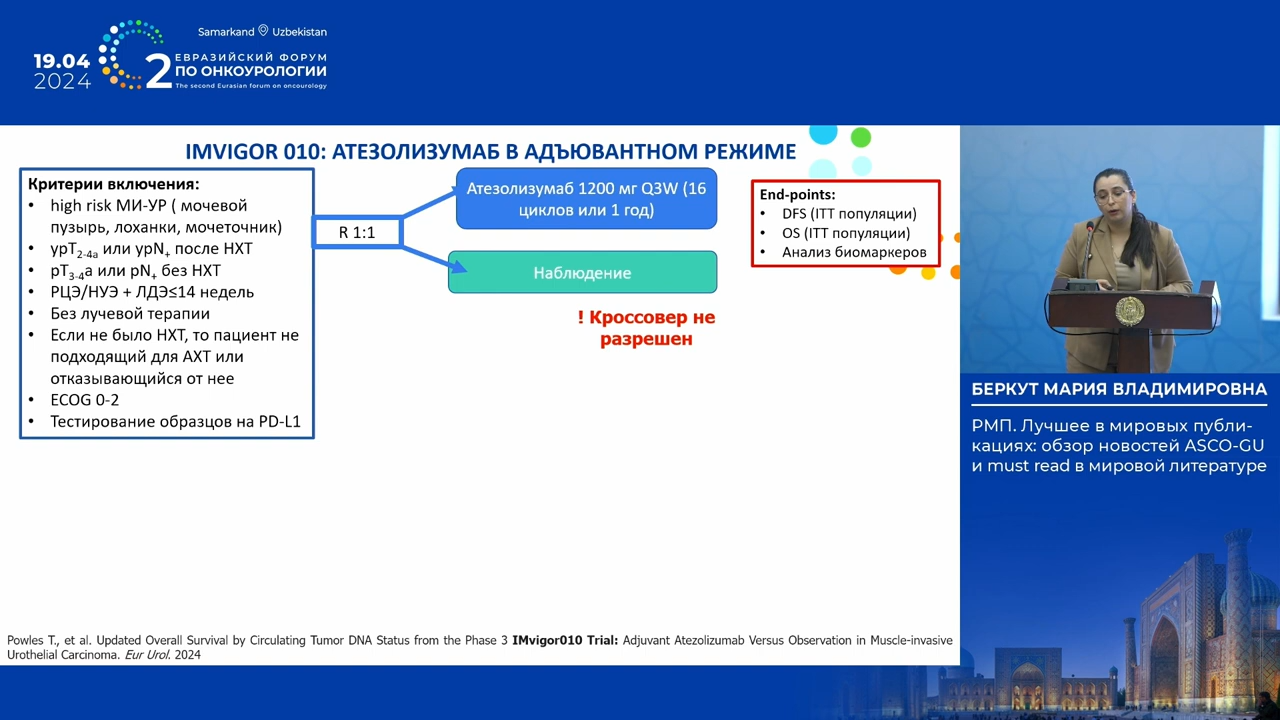 Samarkand Uzbekistan
19.04
2024
2
ЕВРАЗИЙСКИЙ ФОРУМ
ПО ОНКОУРОЛОГИИ
The second Eurasian forum on oncourology
IMVIGOR 010: АТЕЗОЛИЗУМАБ В АДЪЮВАНТНОМ РЕЖИМЕ
Критерии включения:
• high risk МИ-УР ( мочевой
пузырь, лоханки, мочеточник)
• ypT2-4a или ypN+ после НХТ
• pT3-4a или pN+ без НХТ
• РЦЭ/НУЭ + ЛДЭ≤14 недель
• Без лучевой терапии
• Если не было НХТ, то пациент не
подходящий для АХТ или
отказывающийся от нее
• ECOG 0-2
• Тестирование образцов на PD-L1
R 1:1
Атезолизумаб 1200 мг Q3W (16
циклов или 1 год)
Наблюдение
! Кроссовер не
разрешен
End-points:
• DFS (ITT популяции)
• OS (ITT популяции)
• Анализ биомаркеров
Powles T., et al. Updated Overall Survival by Circulating Tumor DNA Status from the Phase 3 IMvigor010 Trial: Adjuvant Atezolizumab Versus Observation in Muscle-invasive
Urothelial Carcinoma. Eur Urol. 2024
БЕРКУТ МАРИЯ ВЛАДИМИРОВНА
РМП. Лучшее в мировых публи-
кациях: обзор новостей ASCO-GU
и must read в мировой литературе